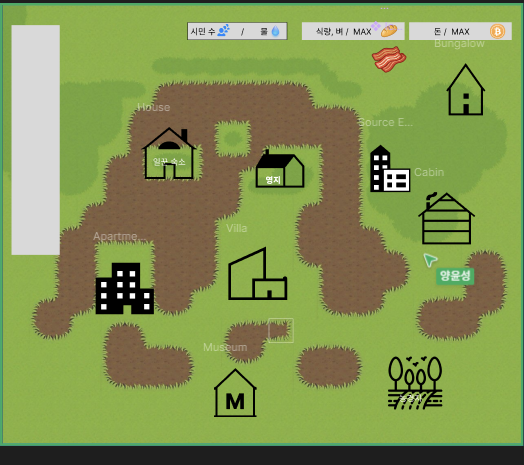 시민 수 / 물
식량, 벼 / MAX
돈 / MAX
Bungalow
House
Source E...
일꾼 숙소
영지
Cabin
Apartme...
Villa
양윤성
Museum
M